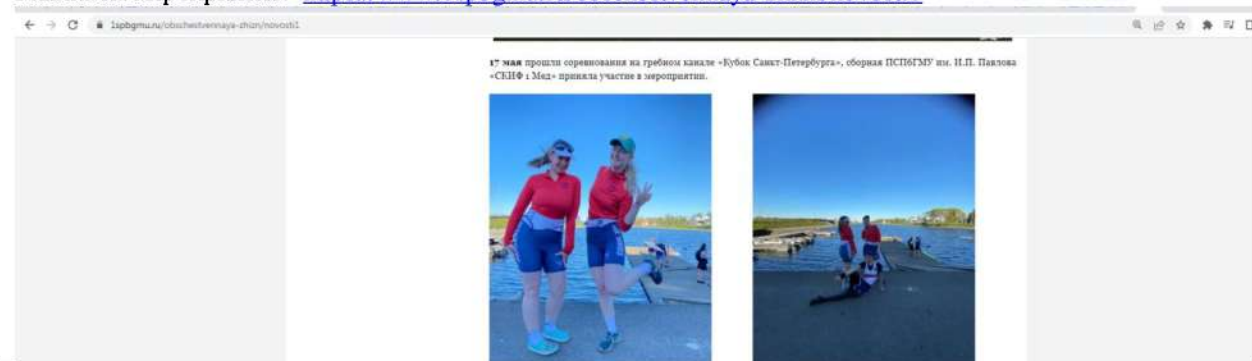 1spbgmu.ru/obschestvennaya-zhizn/novosti1
17 мая прошли соревнования на гребном канале «Кубок Санкт-Петербурга», сборная ПСПбГМУ им. И.П. Павлова
«СКИФ 1 Мед» приняла участие в мероприятии.